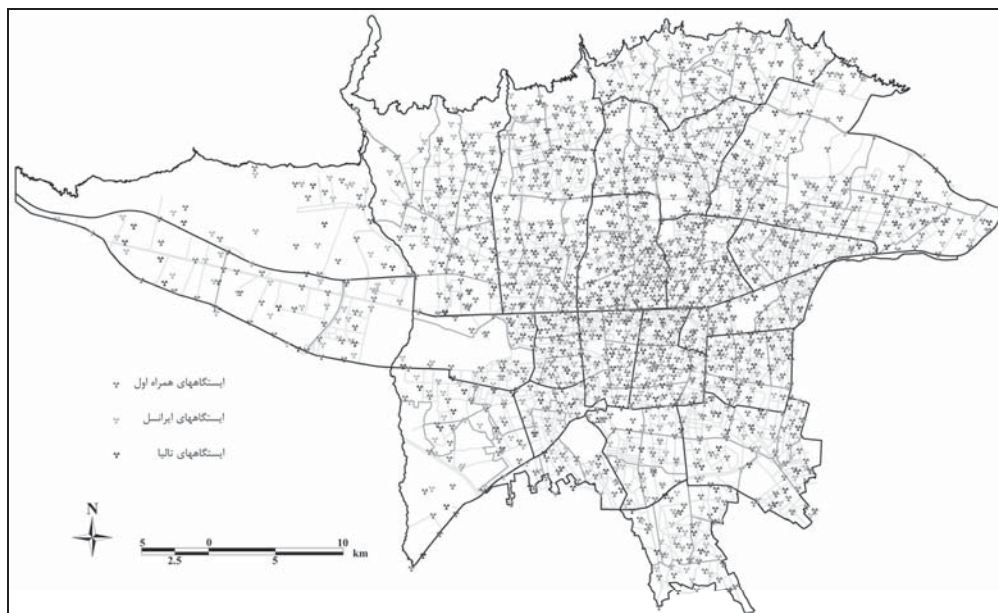 ایستگاههای همراه اول
ایستگاههای ایرانسل
ایستگاههای تالیا
N
5 0 10
2.5 5 km